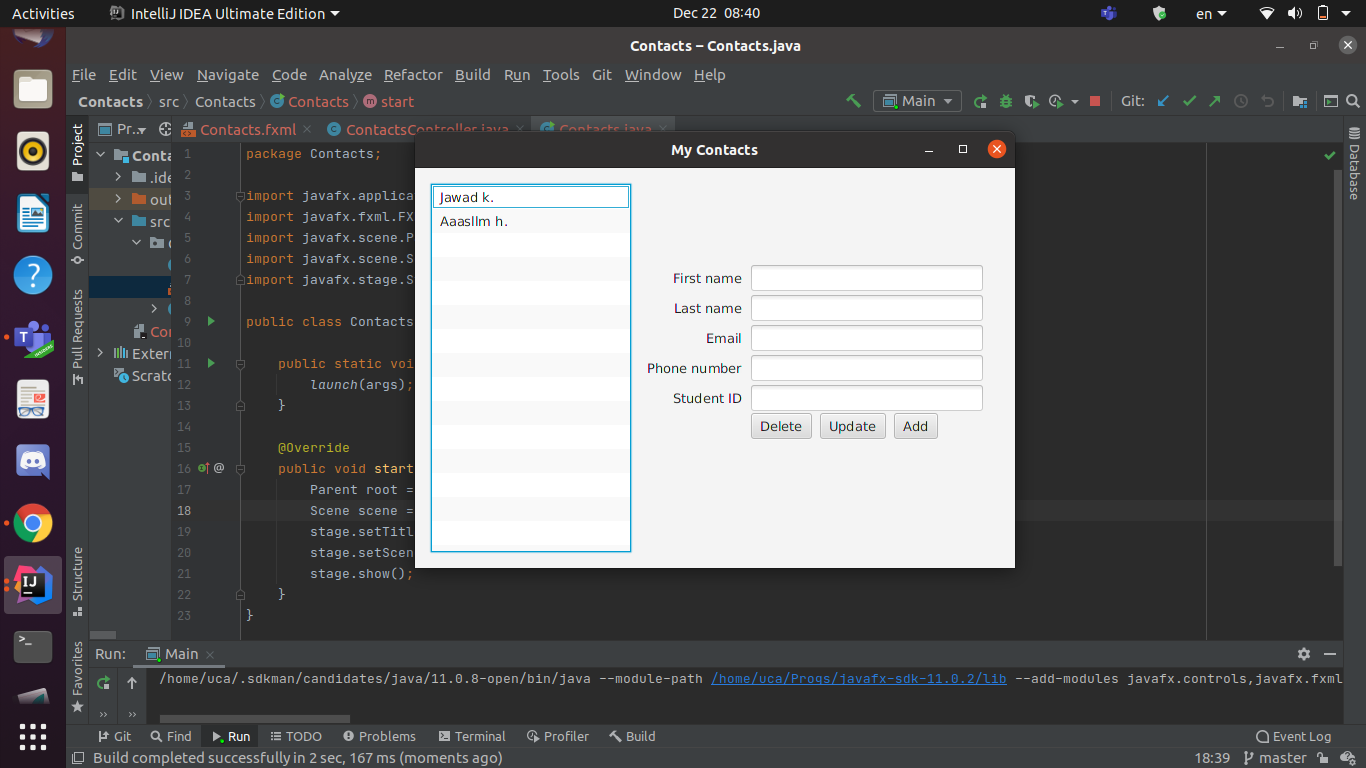 Activities IntelliJ IDEA Ultimate Edition Dec 22 08:40 en
Contacts – Contacts.java
File Edit View Navigate Code Analyze Refactor Build Run Tools Git Window Help
Contacts src Contacts Contacts start Main Git:
Pr... Contacts.fxml ContactsController.java Contacts.java
Project
Commit
Pull Requests
Structure
Favorites
Database
Conta
.ide
out
src
Con
Extern
Scratc
1 package Contacts;
2
3 import javafx.applica
4 import javafx.fxml.FX
5 import javafx.scene.P
6 import javafx.scene.S
7 import javafx.stage.S
8
9 public class Contacts
10
11 public static voi
12 launch(args);
13 }
14
15 @Override
16 public void start
17 Parent root =
18 Scene scene =
19 stage.setTitl
20 stage.setScen
21 stage.show();
22 }
23 }
My Contacts
Jawad k.
Aaasllm h.
First name
Last name
Email
Phone number
Student ID
Delete Update Add
Run: Main
/home/uca/.sdkman/candidates/java/11.0.8-open/bin/java --module-path /home/uca/Progs/javafx-sdk-11.0.2/lib --add-modules javafx.controls,javafx.fxml
Git Find Run TODO Problems Terminal Profiler Build Event Log
Build completed successfully in 2 sec, 167 ms (moments ago) 18:39 master